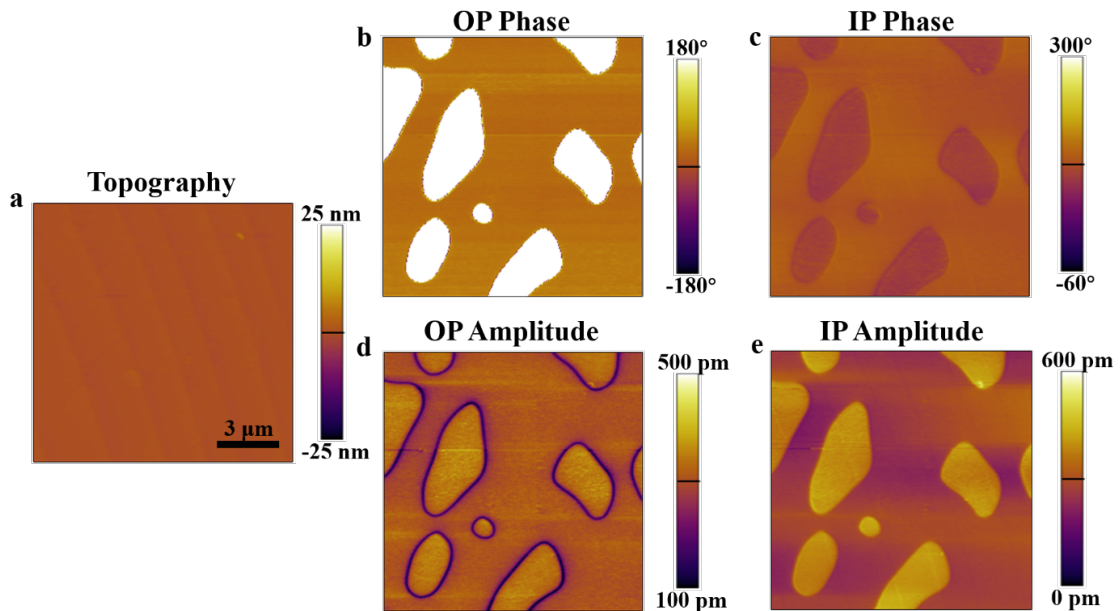 a
Topography
25 nm
-25 nm
3 μm
b
OP Phase
180°
-180°
c
IP Phase
300°
-60°
d
OP Amplitude
500 pm
100 pm
e
IP Amplitude
600 pm
0 pm